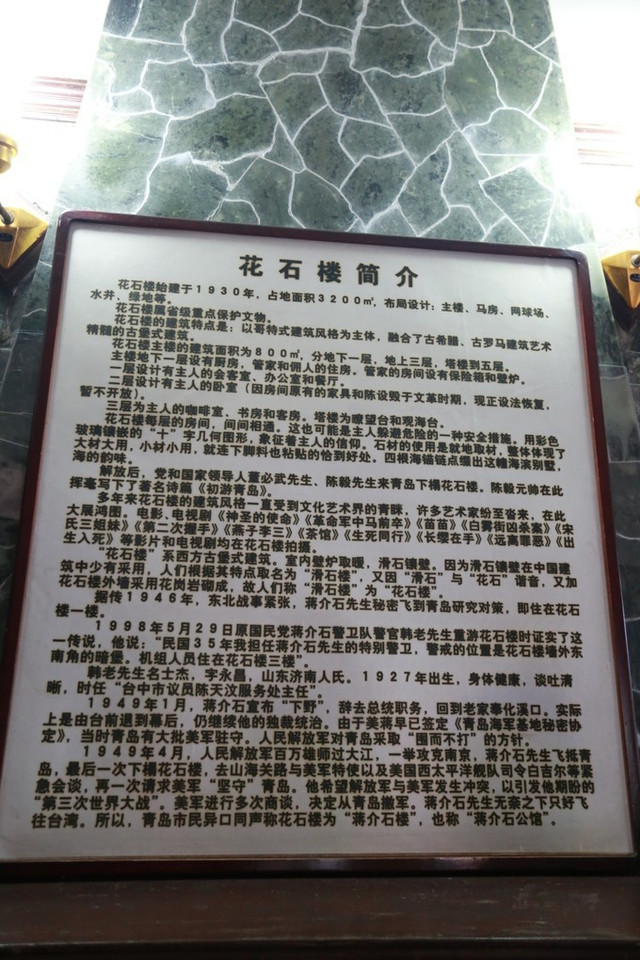 花石楼简介
花石楼始建于1930年，占地面积3200㎡，布局设计：主楼、马房、网球场、
水井、绿地等。
花石楼属省级重点保护文物。
花石楼的建筑特点是：以哥特式建筑风格为主体，融合了古希腊、古罗马建筑艺术
精髓的古堡式建筑。
花石楼主楼的建筑面积为800㎡，分地下一层，地上三层，塔楼到五层。
主楼地下一层设有厨房，管家和佣人的住房。管家的房间设有保险箱和壁炉。
一层设计有主人的会客室、办公室和餐厅。
二层设计有主人的卧室（因房间原有的家具和陈设毁于文革时期，现正设法恢复，
暂不开放）。
三层为主人的咖啡室、书房和客房。塔楼为瞭望台和观海台。
花石楼每层的房间，间间相通。这也可能是主人躲避危险的一种安全措施。用彩色
玻璃镶嵌的“十”字几何图形，象征着主人的信仰。石材的使用是就地取材，整体体现了
大材大用，小材小用，就连下脚料也粘贴的恰到好处。四根海锚链点缀出这幢海滨别墅，
海的韵味。
解放后，党和国家领导人董必武先生、陈毅先生来青岛下榻花石楼。陈毅元帅在此
挥毫写下了著名诗篇《初游青岛》。
多年来花石楼的建筑风格一直受到文化艺术界的青睐，许多艺术家纷至沓来，在此
大展鸿图。电影、电视剧《神圣的使命》《革命军中马前卒》《苗苗》《白雾街凶杀案》《宋
氏三姐妹》《第二次握手》《燕子李三》《茶馆》《生死同行》《长缨在手》《远离罪恶》《出
生入死》等影片和电视剧均在花石楼拍摄。
“花石楼”系西方古堡式建筑。室内壁炉取暖，滑石镶壁。因为滑石镶壁在中国建
筑中少有采用，人们根据其特点取名为“滑石楼”，又因“滑石”与“花石”谐音，又加
花石楼外墙采用花岗岩砌成，故人们称“滑石楼”为“花石楼”。
据传1946年，东北战事紧张，蒋介石先生秘密飞到青岛研究对策，即住在花石
楼一楼。
1998年5月29日原国民党蒋介石警卫队警官韩老先生重游花石楼时证实了这
一传说，他说：“民国35年我担任蒋介石先生的特别警卫，警戒的位置是花石楼墙外东
南角的暗堡。机组人员住在花石楼三楼”。
韩老先生名士杰，字永昌，山东济南人氏。1927年出生，身体健康，谈吐清
晰，时任“台中市议员陈天汶服务处主任”。
1949年1月，蒋介石宣布“下野”，辞去总统职务，回到老家奉化溪口。实际
上是由台前退到幕后，仍继续他的独裁统治。由于美蒋早已签定《青岛海军基地秘密协
定》，当时青岛有大批美军驻守。人民解放军对青岛采取“围而不打”的方针。
1949年4月，人民解放军百万雄师过大江，一举攻克南京，蒋介石先生飞抵青
岛，最后一次下榻花石楼，去山海关路与美军特使以及美国西太平洋舰队司令白吉尔等紧
急会谈，再一次请求美军“坚守”青岛。他希望解放军与美军发生冲突，以引发他期盼的
“第三次世界大战”。美军进行多次商谈，决定从青岛撤军。蒋介石先生无奈之下只好飞
往台湾。所以，青岛市民异口同声称花石楼为“蒋介石楼”，也称“蒋介石公馆”。